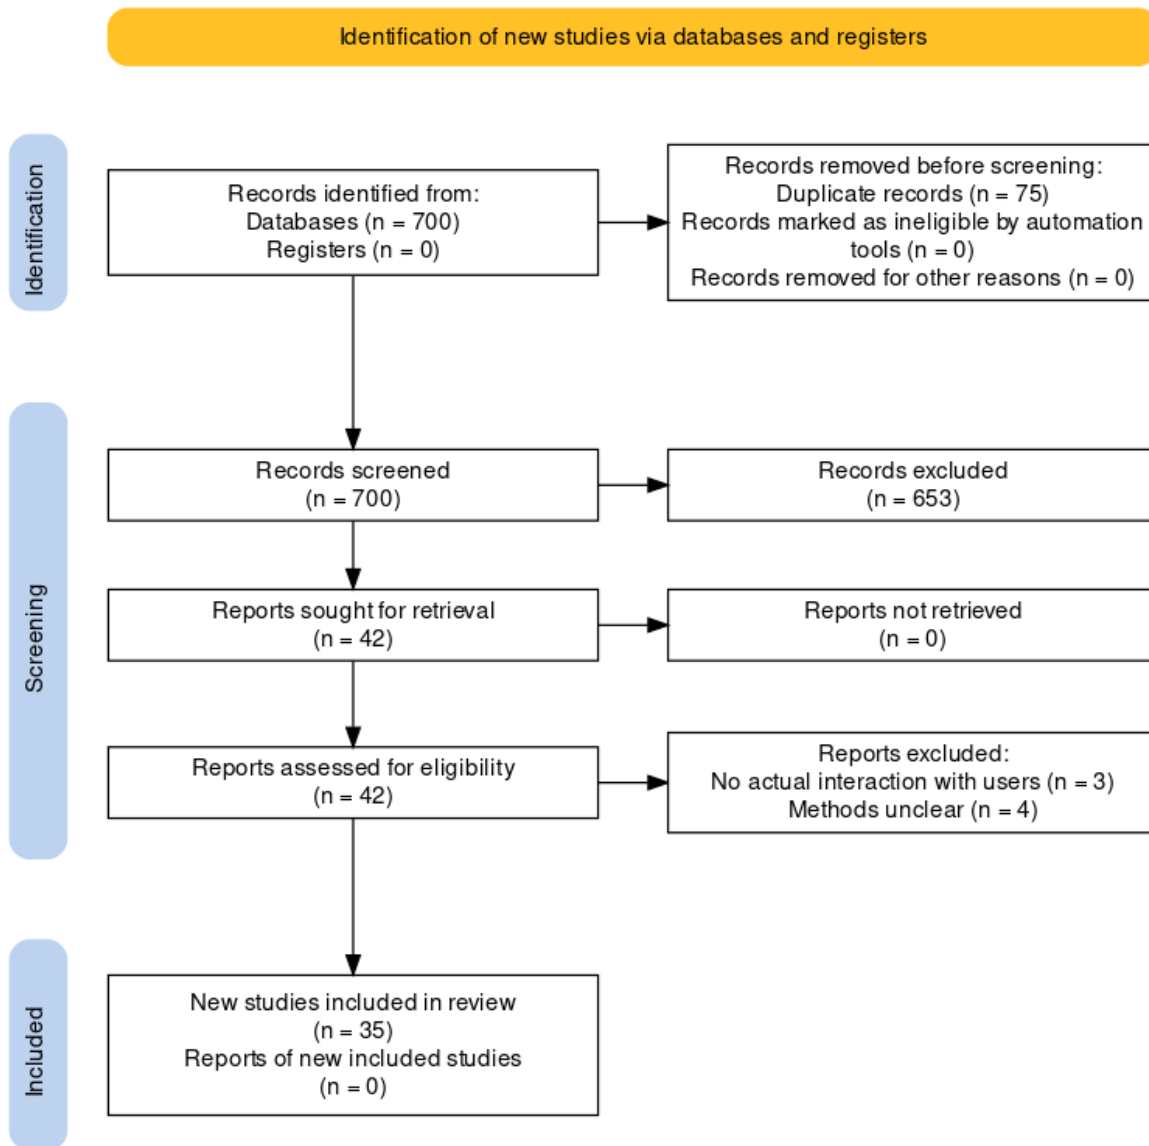 Identification of new studies via databases and registers
Identification
Records identified from:
Databases (n = 700)
Registers (n = 0)
Records removed before screening:
Duplicate records (n = 75)
Records marked as ineligible by automation
tools (n = 0)
Records removed for other reasons (n = 0)
Screening
Records screened
(n = 700)
Records excluded
(n = 653)
Reports sought for retrieval
(n = 42)
Reports not retrieved
(n = 0)
Reports assessed for eligibility
(n = 42)
Reports excluded:
No actual interaction with users (n = 3)
Methods unclear (n = 4)
Included
New studies included in review
(n = 35)
Reports of new included studies
(n = 0)